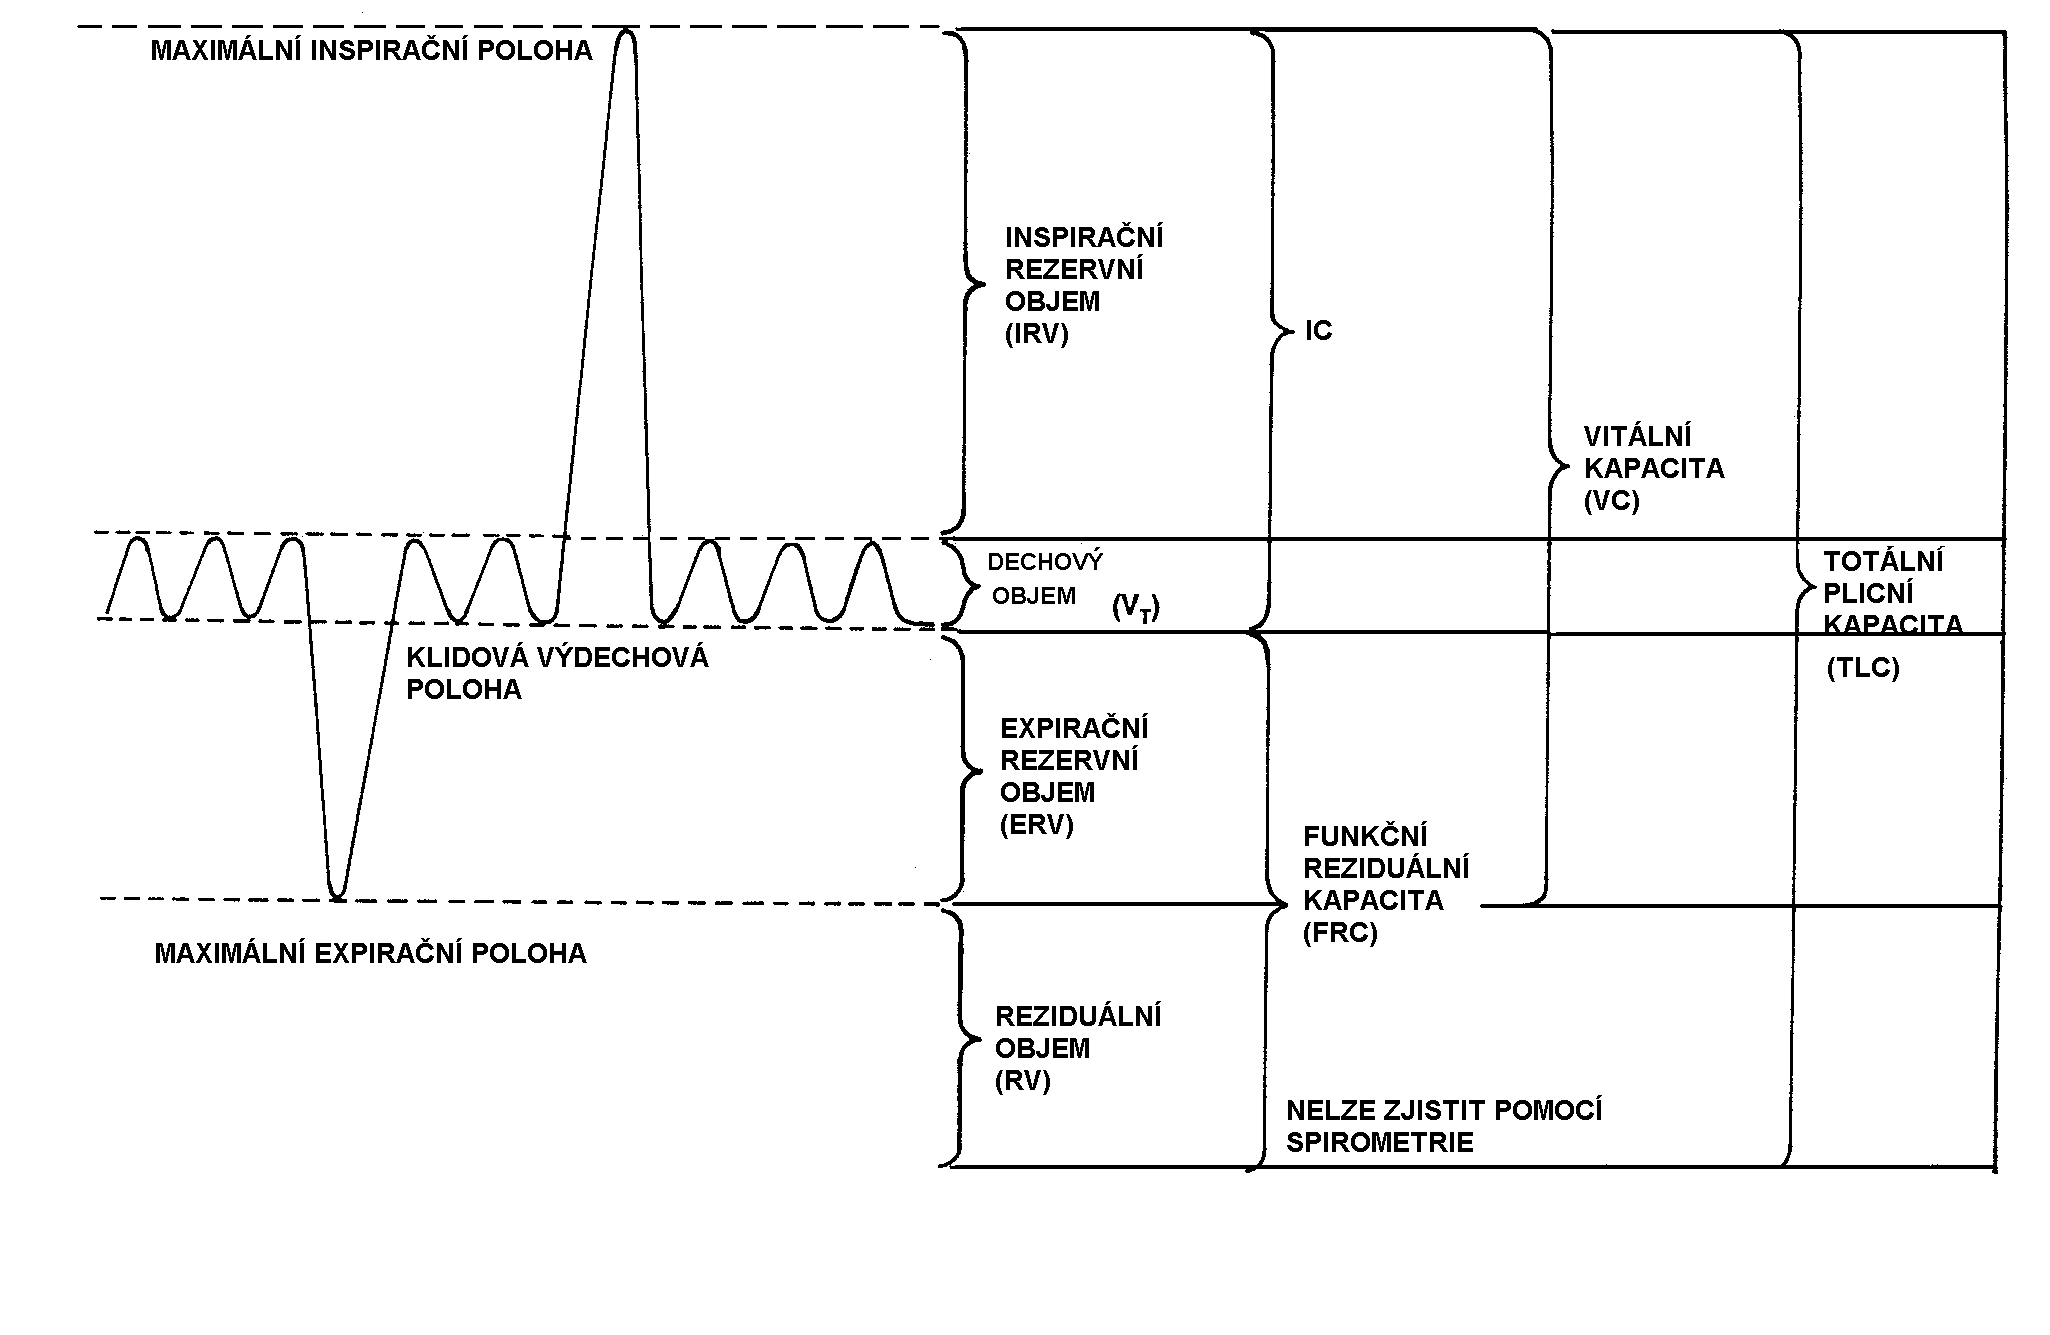 MAXIMÁLNÍ INSPIRAČNÍ POLOHA
INSPIRAČNÍ
REZERVNÍ
OBJEM
(IRV)
IC
VITÁLNÍ
KAPACITA
(VC)
DECHOVÝ
OBJEM (VT)
TOTÁLNÍ
PLICNÍ
KAPACITA
(TLC)
KLIDOVÁ VÝDECHOVÁ
POLOHA
EXPIRAČNÍ
REZERVNÍ
OBJEM
(ERV)
FUNKČNÍ
REZIDUÁLNÍ
KAPACITA
(FRC)
MAXIMÁLNÍ EXPIRAČNÍ POLOHA
REZIDUÁLNÍ
OBJEM
(RV)
NELZE ZJISTIT POMOCÍ
SPIROMETRIE